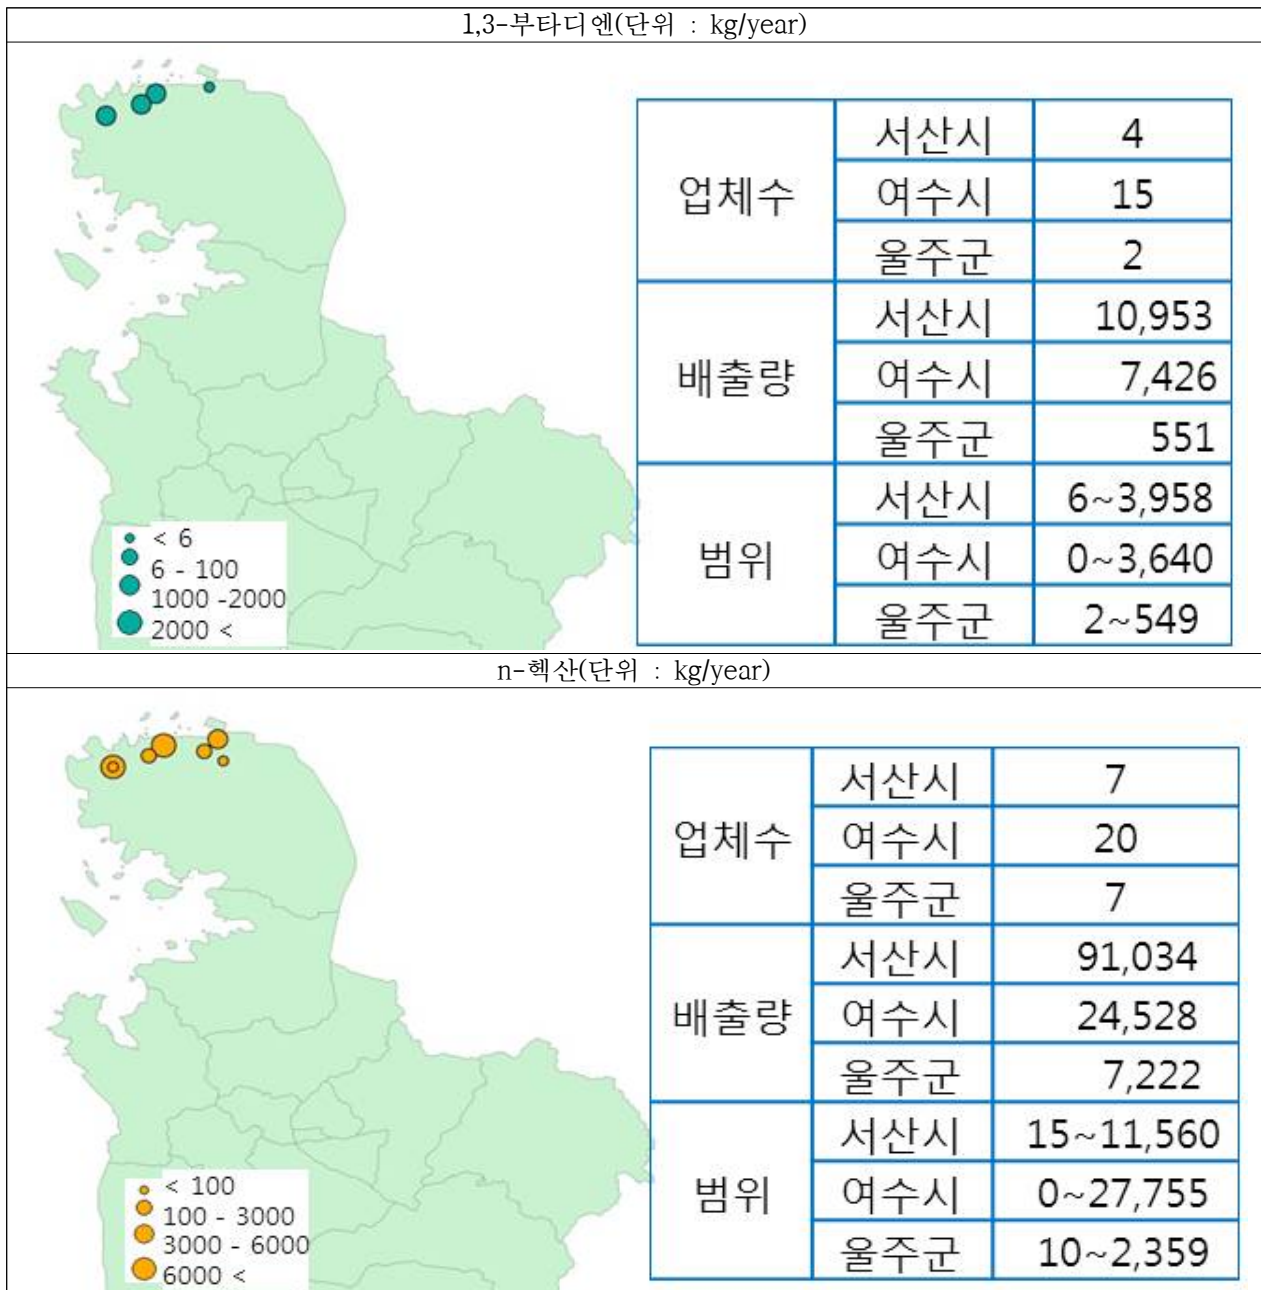 1,3-부타디엔(단위 : kg/year)
< 6
6 - 100
1000 -2000
2000 <
업체수 서산시 4
여수시 15
울주군 2
배출량 서산시 10,953
여수시 7,426
울주군 551
범위 서산시 6~3,958
여수시 0~3,640
울주군 2~549
n-헥산(단위 : kg/year)
< 100
100 - 3000
3000 - 6000
6000 <
업체수 서산시 7
여수시 20
울주군 7
배출량 서산시 91,034
여수시 24,528
울주군 7,222
범위 서산시 15~11,560
여수시 0~27,755
울주군 10~2,359